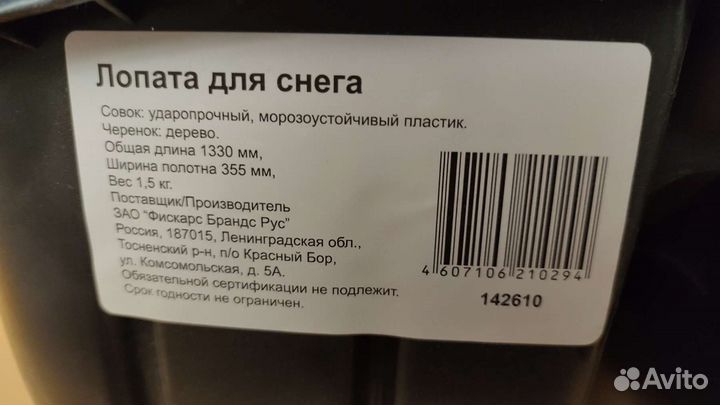 Лопата для снега
Совок: ударопрочный, морозоустойчивый пластик.
Черенок: дерево.
Общая длина 1330 мм,
Ширина полотна 355 мм,
Вес 1,5 кг.
Поставщик/Производитель
ЗАО “Фискарс Брандс Рус”
Россия, 187015, Ленинградская обл.,
Тосненский р-н, п/о Красный Бор,
ул. Комсомольская, д. 5А.
Обязательной сертификации не подлежит.
Срок годности не ограничен.
4 607106 210294
142610
Avito